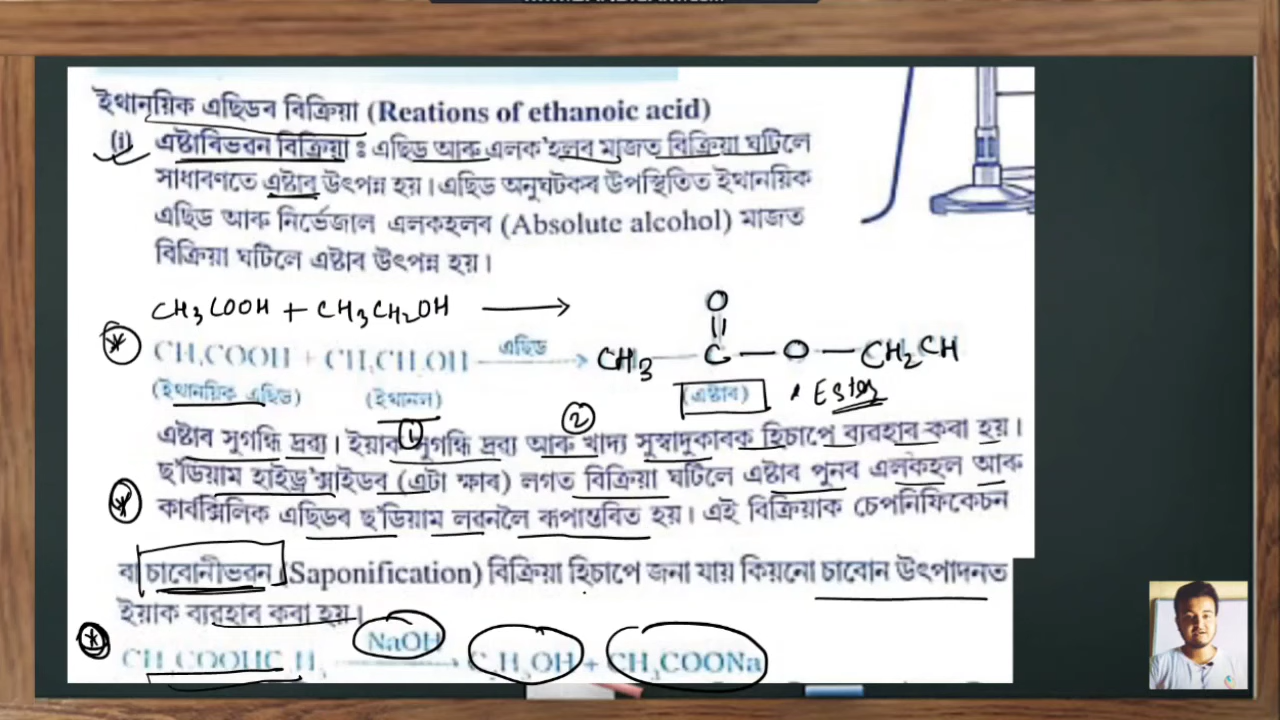 ইথানয়িক এছিডৰ বিক্ৰিয়া (Reations of ethanoic acid)
(i) এষ্টাৰিভৱন বিক্ৰিয়া : এছিড আৰু এলক'হলৰ মাজত বিক্ৰিয়া ঘটিলে
সাধাৰণতে এষ্টাৰ উৎপন্ন হয়। এছিড অনুঘটকৰ উপস্থিতিত ইথানয়িক
এছিড আৰু নিৰ্ভেজাল এলকহলৰ (Absolute alcohol) মাজত
বিক্ৰিয়া ঘটিলে এষ্টাৰ উৎপন্ন হয়।
CH₃COOH + CH₃CH₂OH ⟶
O
CH₃COOH + CH₃CH₂OH এছিড ⟶ CH₃ — C — O — CH₂CH
(ইথানয়িক এছিড) (ইথানল) (এষ্টাৰ) Ester
① ②
এষ্টাৰ সুগন্ধি দ্ৰব্য। ইয়াক সুগন্ধি দ্ৰব্য আৰু খাদ্য সুস্বাদুকাৰক হিচাপে ব্যৱহাৰ কৰা হয়।
ছ'ডিয়াম হাইড্ৰ'ক্সাইডৰ (এটা ক্ষাৰ) লগত বিক্ৰিয়া ঘটিলে এষ্টাৰ পুনৰ এলকহল আৰু
কাৰ্বক্সিলিক এছিডৰ ছ'ডিয়াম লৱনলৈ ৰূপান্তৰিত হয়। এই বিক্ৰিয়াক চেপনিফিকেচন
বা চাবোনীভৱন (Saponification) বিক্ৰিয়া হিচাপে জনা যায় কিয়নো চাবোন উৎপাদনত
ইয়াক ব্যৱহাৰ কৰা হয়।
NaOH ⟶ C₂H₅OH + CH₃COONa